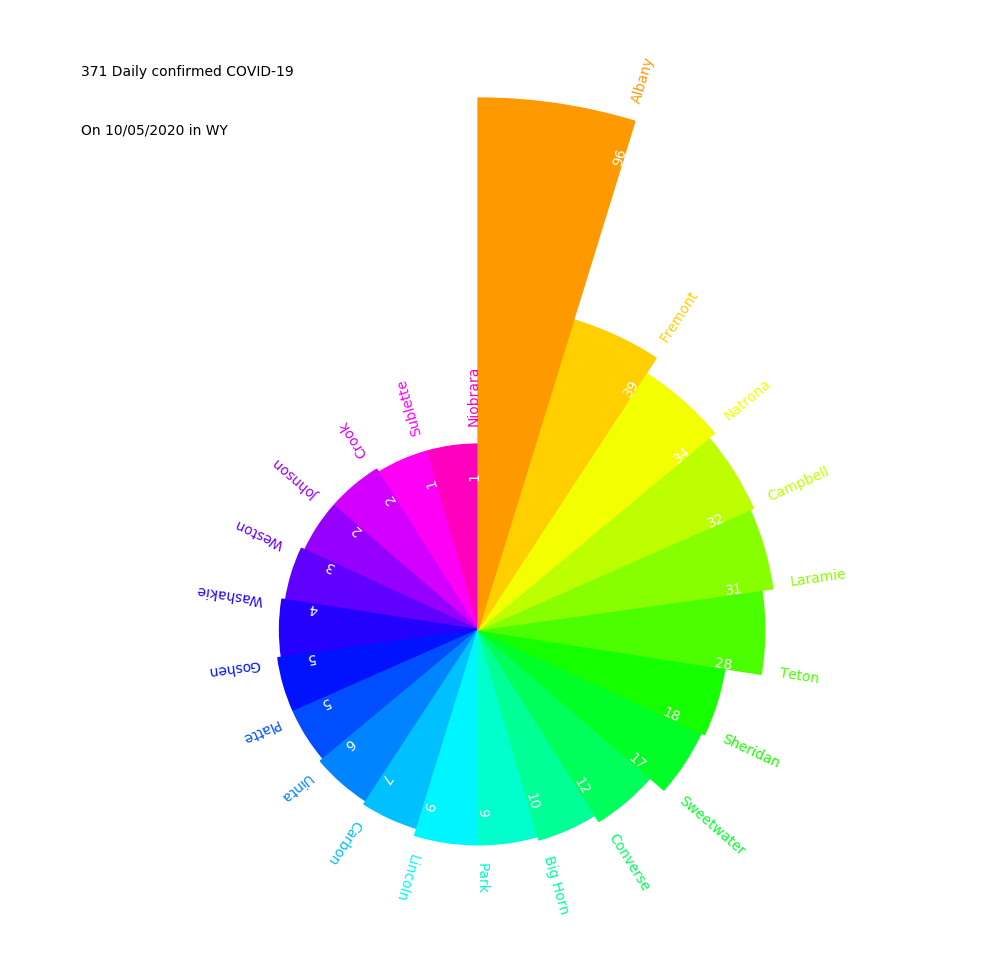 371 Daily confirmed COVID-19
On 10/05/2020 in WY
Albany
96
Fremont
39
Natrona
34
Campbell
32
Laramie
31
Teton
28
Sheridan
18
Sweetwater
17
Converse
12
Big Horn
10
Park
9
Lincoln
9
Carbon
7
Uinta
6
Platte
5
Goshen
5
Washakie
4
Weston
3
Johnson
2
Crook
2
Sublette
1
Niobrara
1